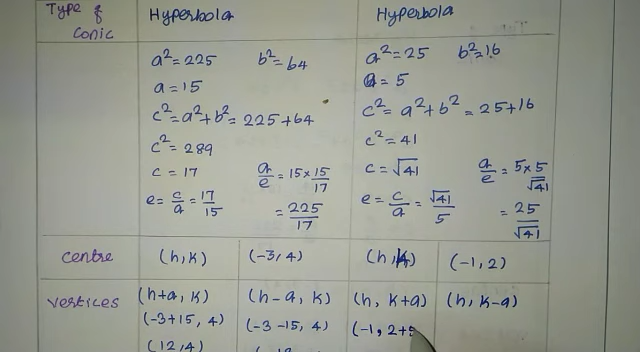 Type of Conic
Hyperbola
Hyperbola
a² = 225 b² = 64
a = 15
c² = a² + b² = 225 + 64
c² = 289
c = 17 a/e = 15 × 15/17
e = c/a = 17/15 = 225/17
a² = 25 b² = 16
a = 5
c² = a² + b² = 25 + 16
c² = 41
c = √41 a/e = 5 × 5/√41
e = c/a = √41/5 = 25/√41
centre (h, k) (-3, 4) (h, k) (-1, 2)
vertices (h+a, k) (h-a, k) (h, k+a) (h, k-a)
(-3+15, 4) (-3-15, 4) (-1, 2+5
(12, 4)